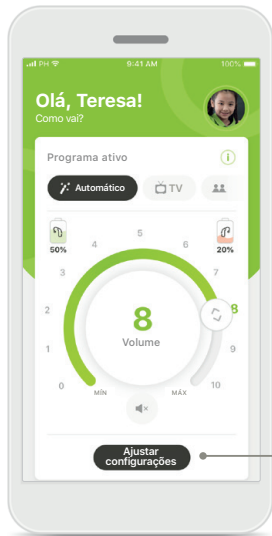 PH 9:41 AM 100%
Olá, Teresa!
Como vai?
Programa ativo i
Automático TV
50% 20%
5
4 6
3 7
2 8 8
Volume
1 9
0 10
MÍN MÁX
Ajustar
configurações